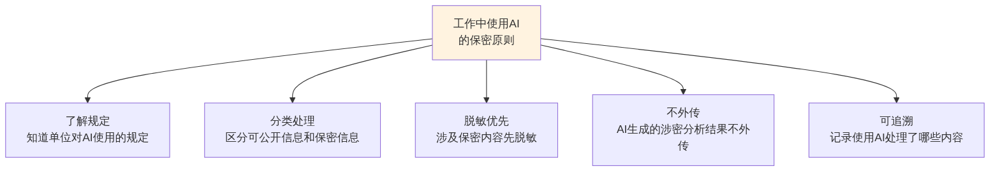 工作中使用AI
的保密原则
了解规定
知道单位对AI使用的规定
分类处理
区分可公开信息和保密信息
脱敏优先
涉及保密内容先脱敏
不外传
AI生成的涉密分析结果不外
传
可追溯
记录使用AI处理了哪些内容